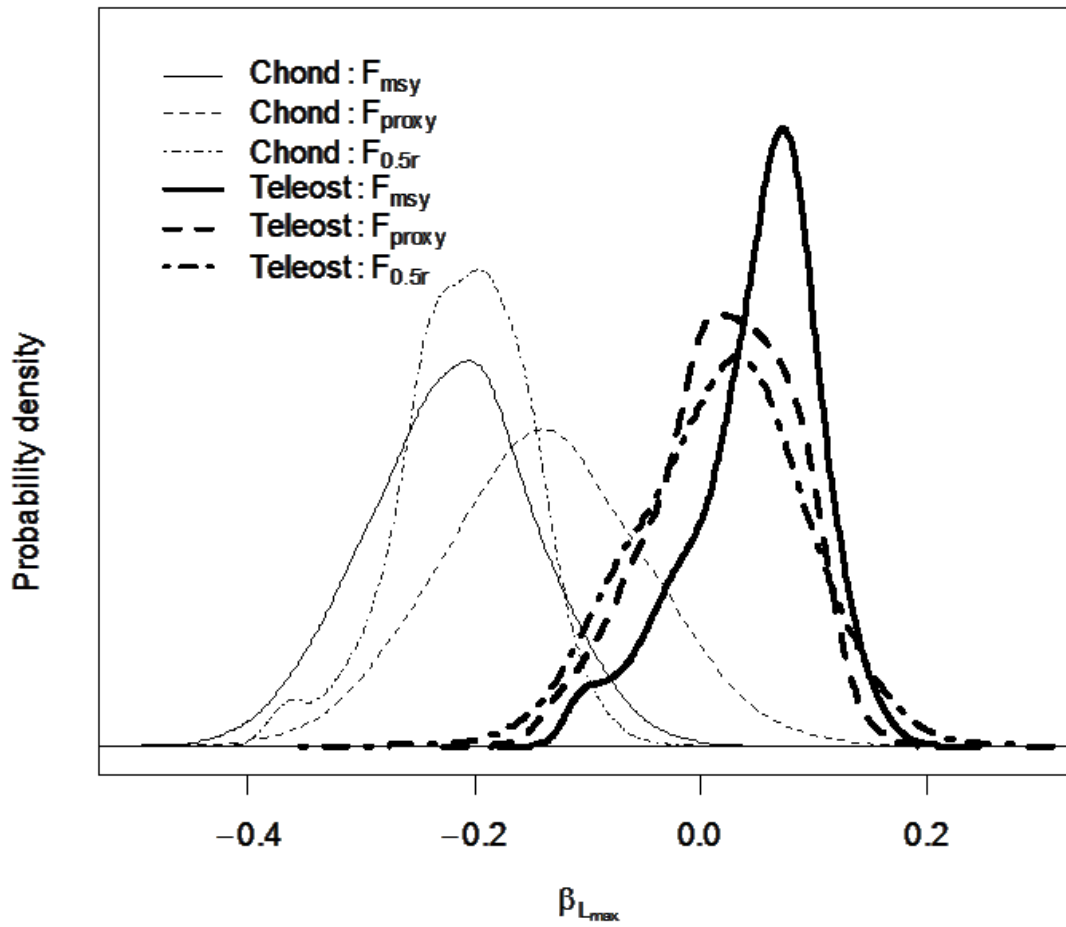 Chond : Fmsy
Chond : Fproxy
Chond : F0.5r
Teleost : Fmsy
Teleost : Fproxy
Teleost : F0.5r
Probability density
−0.4 −0.2 0.0 0.2
βLmax